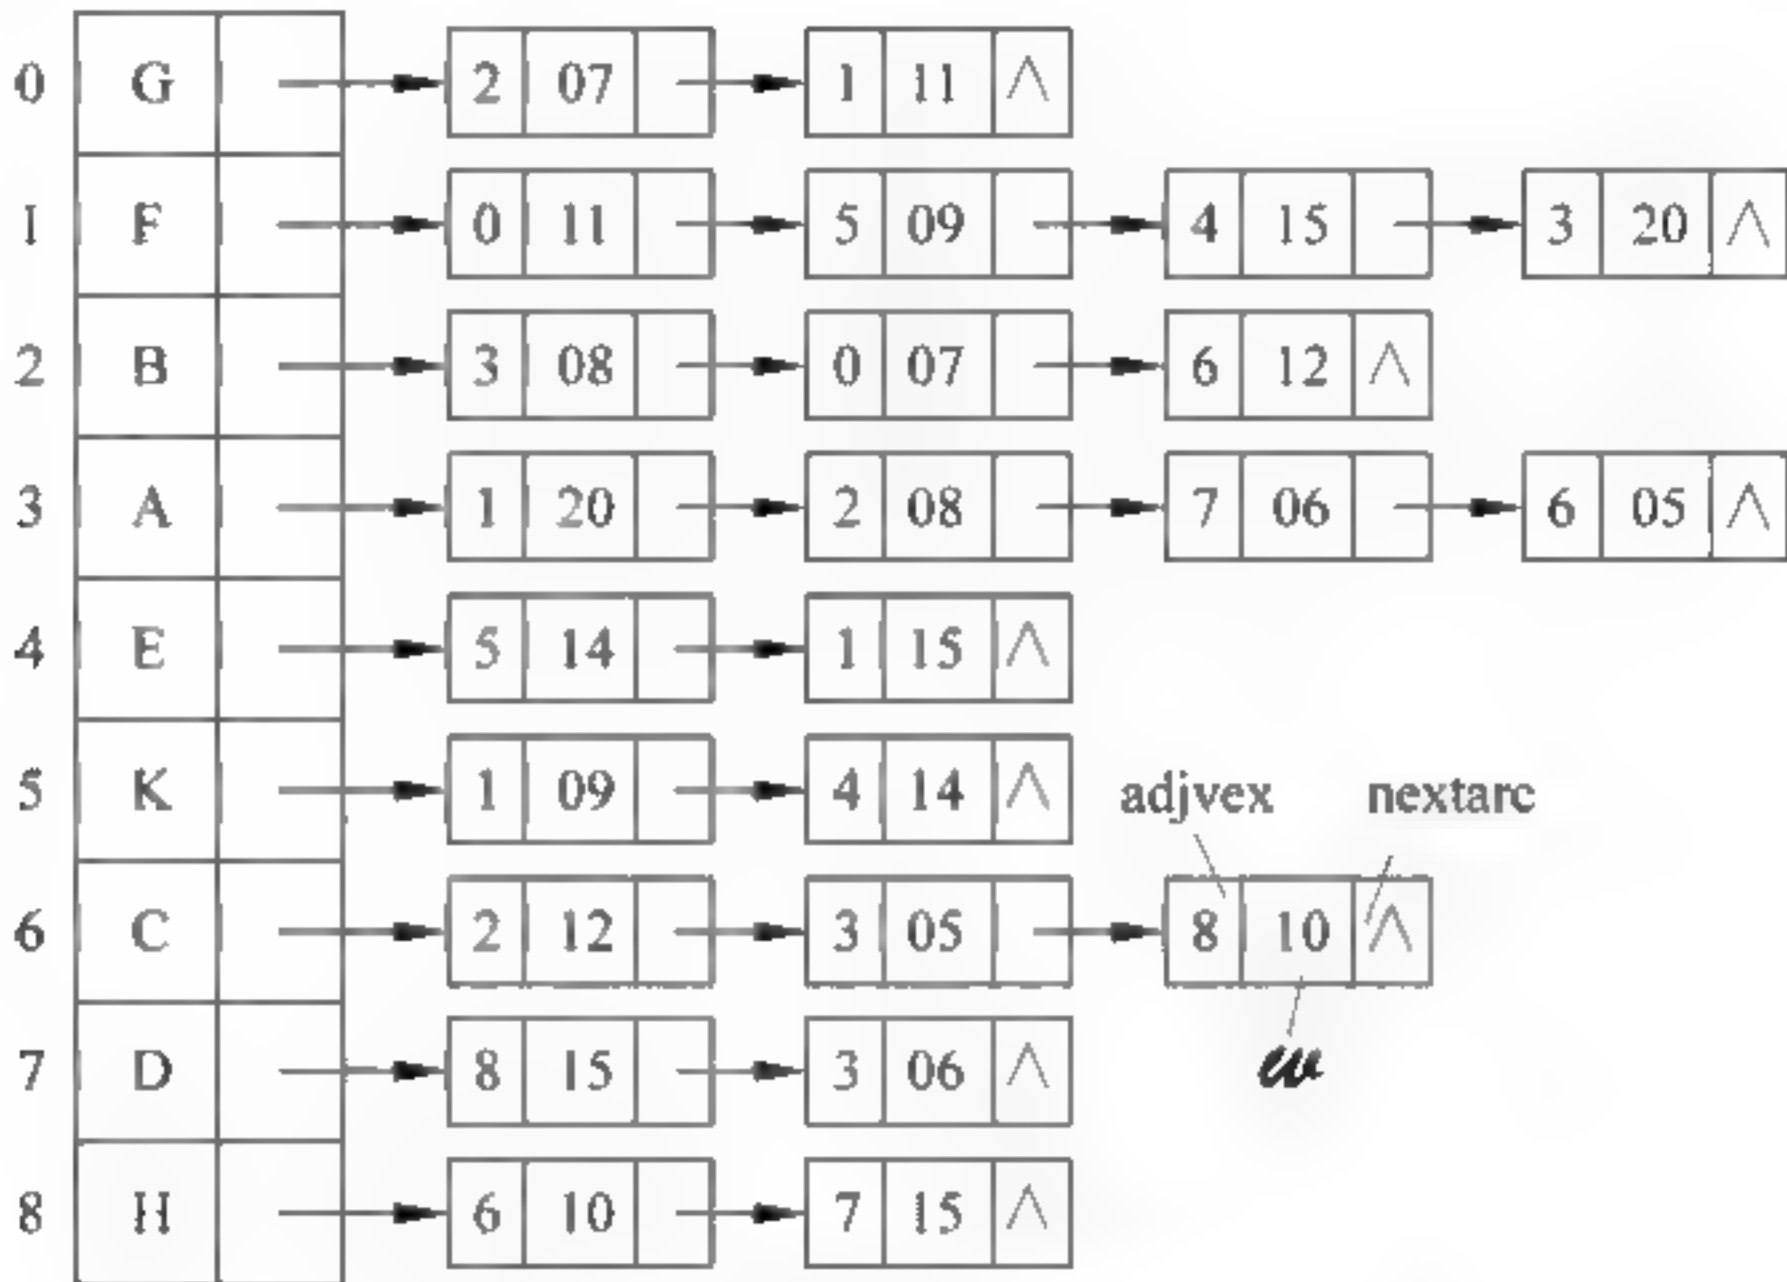 0 G 2 07 1 11 ∧
1 F 0 11 5 09 4 15 3 20 ∧
2 B 3 08 0 07 6 12 ∧
3 A 1 20 2 08 7 06 6 05 ∧
4 E 5 14 1 15 ∧
5 K 1 09 4 14 ∧
adjvex nextarc
6 C 2 12 3 05 8 10 ∧
7 D 8 15 3 06 ∧
w
8 H 6 10 7 15 ∧